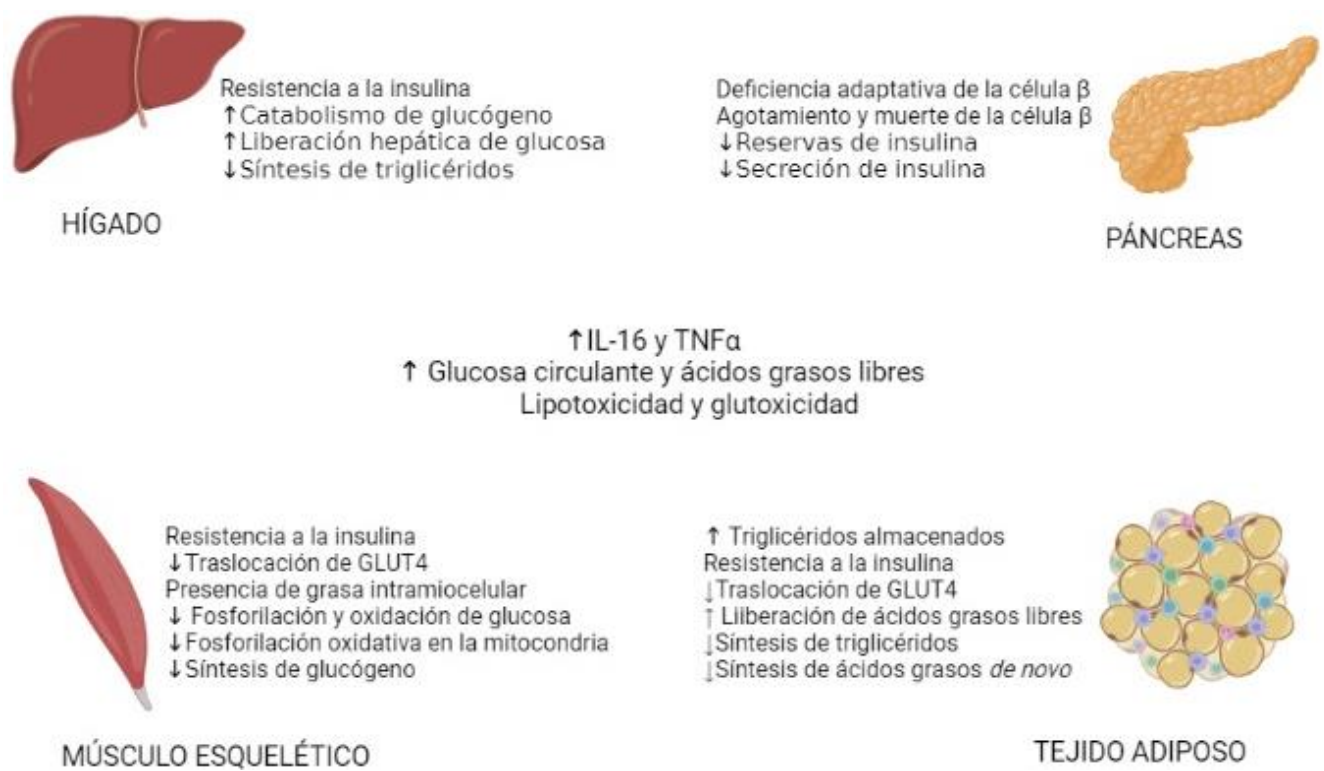 Resistencia a la insulina
↑Catabolismo de glucógeno
↑Liberación hepática de glucosa
↓Síntesis de triglicéridos
HÍGADO
Deficiencia adaptativa de la célula β
Agotamiento y muerte de la célula β
↓Reservas de insulina
↓Secreción de insulina
PÁNCREAS
↑IL-16 y TNFα
↑ Glucosa circulante y ácidos grasos libres
Lipotoxicidad y glutoxicidad
Resistencia a la insulina
↓Traslocación de GLUT4
Presencia de grasa intramiocelular
↓ Fosforilación y oxidación de glucosa
↓Fosforilación oxidativa en la mitocondria
↓Síntesis de glucógeno
MÚSCULO ESQUELÉTICO
↑ Triglicéridos almacenados
Resistencia a la insulina
↓Traslocación de GLUT4
↑ Liiberación de ácidos grasos libres
↓Síntesis de triglicéridos
↓Síntesis de ácidos grasos de novo
TEJIDO ADIPOSO